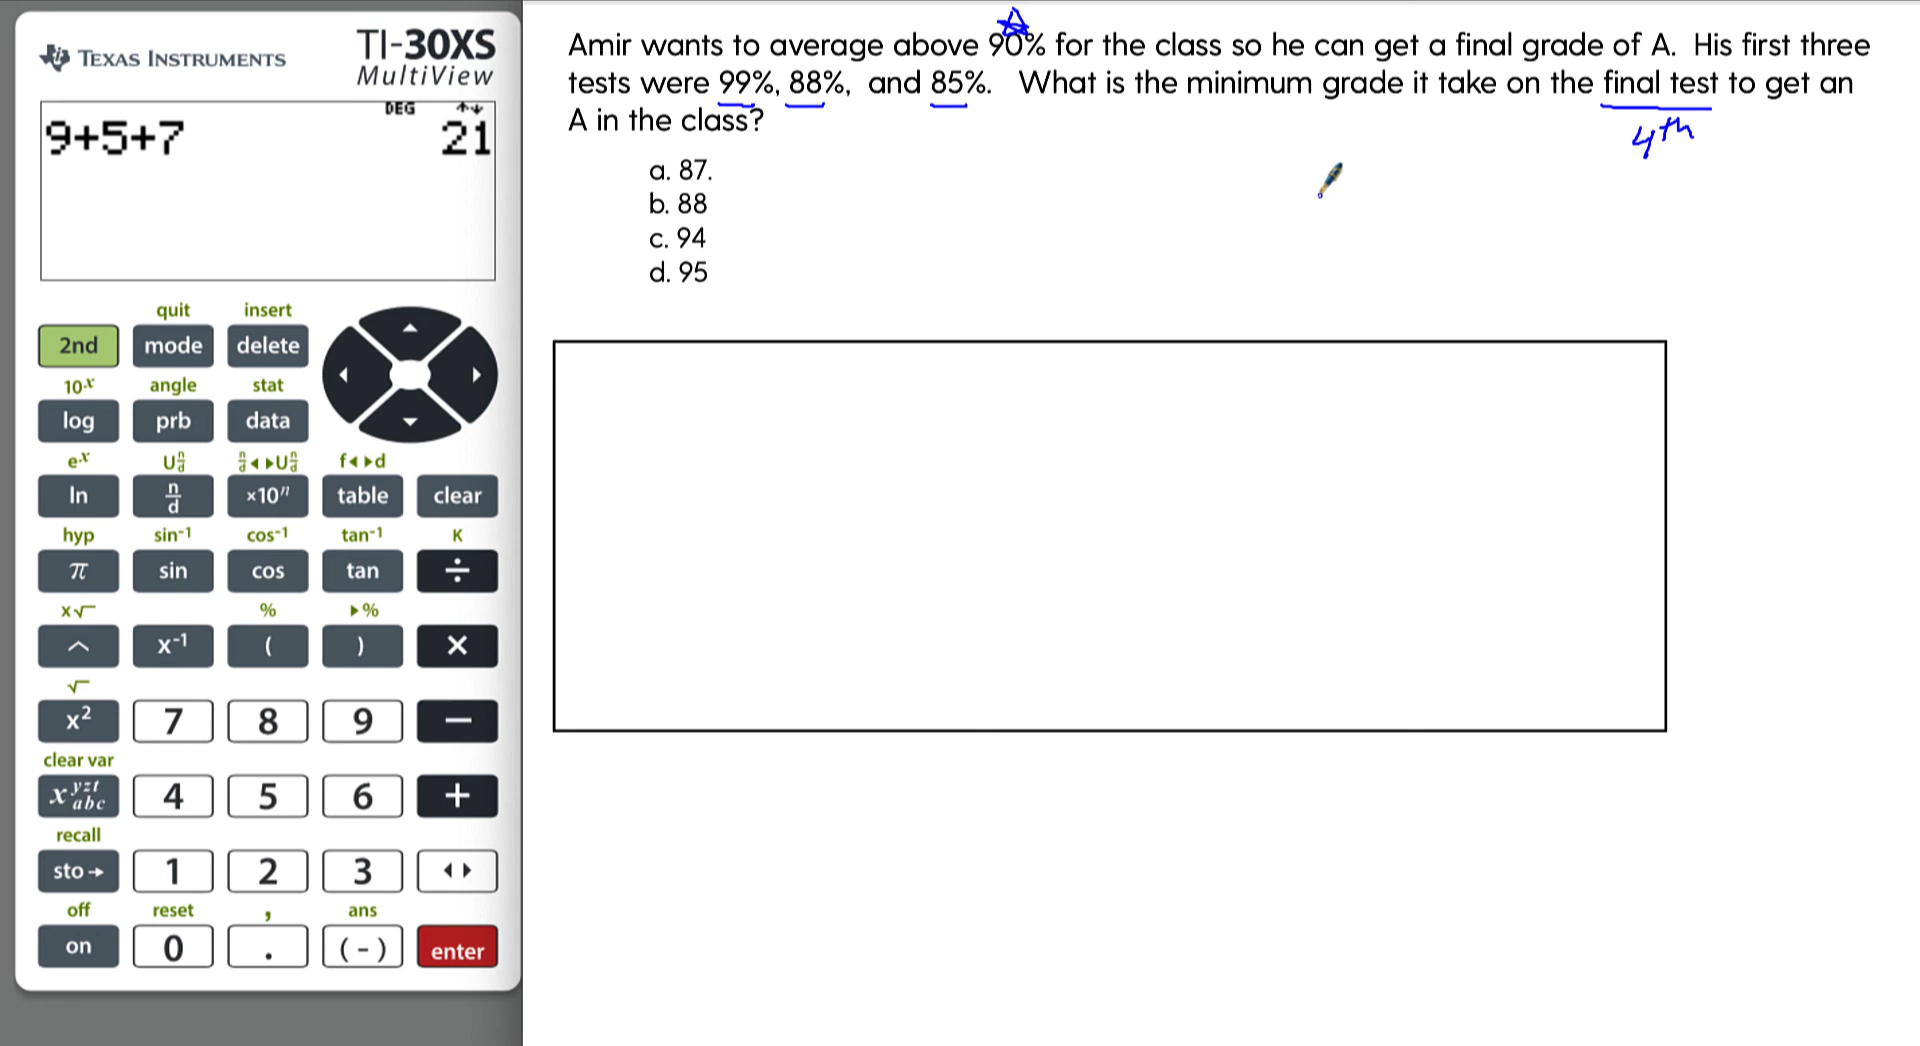 TEXAS INSTRUMENTS
TI-30XS
MultiView
DEG
9+5+7 21
quit insert
2nd mode delete
10^x angle stat
log prb data
e^x U n/d n/d ◂▸U n/d f◂▸d
ln n/d ×10^n table clear
hyp sin-1 cos-1 tan-1 K
π sin cos tan ÷
x√ % ▸%
^ x-1 ( ) ×
√
x² 7 8 9 −
clear var
x yzt abc 4 5 6 +
recall
sto→ 1 2 3 ◂ ▸
off reset , ans
on 0 . (-) enter
Amir wants to average above 90% for the class so he can get a final grade of A. His first three
tests were 99%, 88%, and 85%. What is the minimum grade it take on the final test to get an
A in the class?
4th
a. 87.
b. 88
c. 94
d. 95